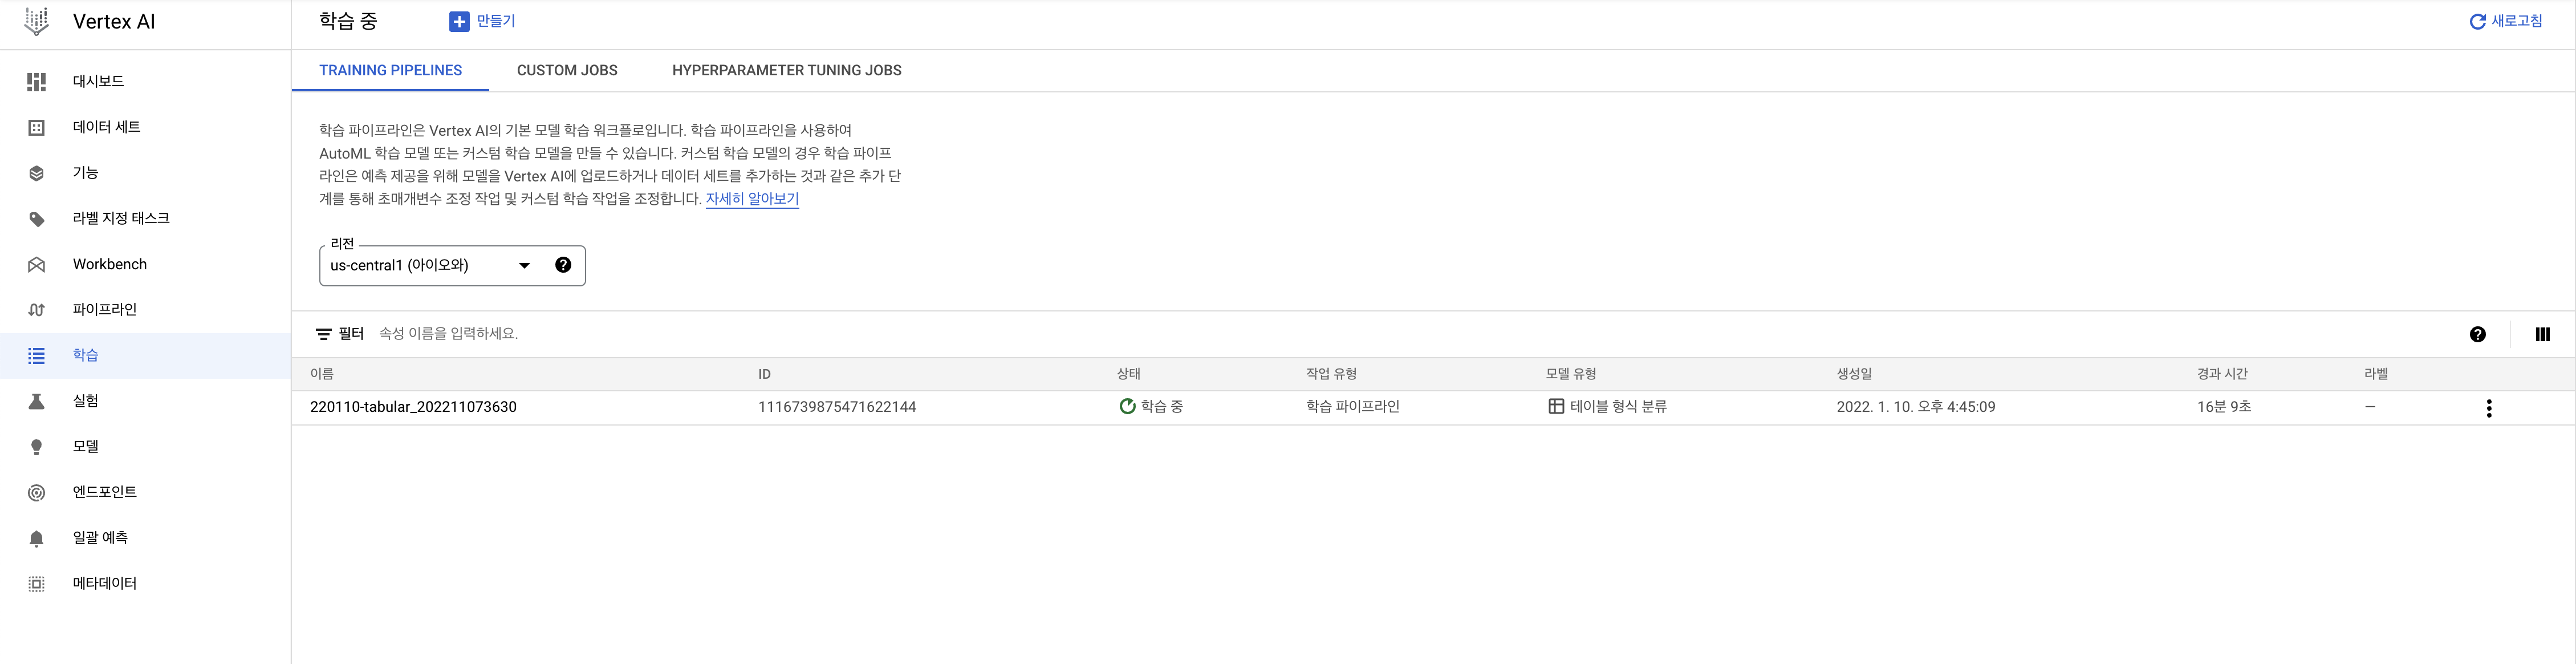 Vertex AI
학습 중
만들기
새로고침
대시보드
데이터 세트
기능
라벨 지정 태스크
Workbench
파이프라인
학습
실험
모델
엔드포인트
일괄 예측
메타데이터
TRAINING PIPELINES CUSTOM JOBS HYPERPARAMETER TUNING JOBS
학습 파이프라인은 Vertex AI의 기본 모델 학습 워크플로입니다. 학습 파이프라인을 사용하여
AutoML 학습 모델 또는 커스텀 학습 모델을 만들 수 있습니다. 커스텀 학습 모델의 경우 학습 파이프
라인은 예측 제공을 위해 모델을 Vertex AI에 업로드하거나 데이터 세트를 추가하는 것과 같은 추가 단
계를 통해 초매개변수 조정 작업 및 커스텀 학습 작업을 조정합니다. 자세히 알아보기
리전
us-central1 (아이오와)
필터 속성 이름을 입력하세요.
이름 ID 상태 작업 유형 모델 유형 생성일 경과 시간 라벨
220110-tabular_202211073630 1116739875471622144 학습 중 학습 파이프라인 테이블 형식 분류 2022. 1. 10. 오후 4:45:09 16분 9초 —